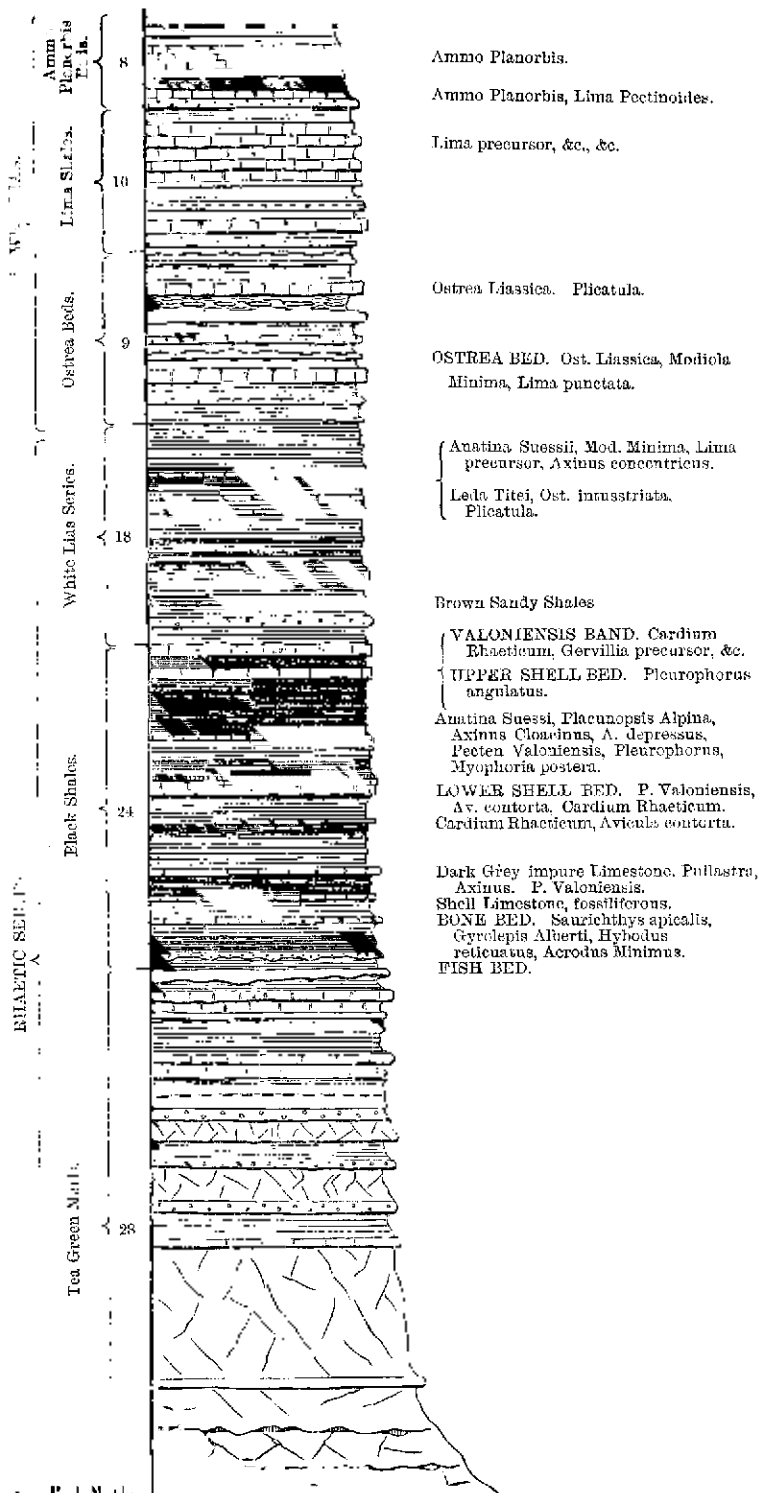 Planorbis
8
Ammo Planorbis.
Ammo Planorbis, Lima Pectinoides.
Lima Shales.
10
Lima precursor, &c., &c.
Ostrea Beds.
9
Ostrea Liassica. Plicatula.
OSTREA BED. Ost. Liassica, Modiola
Minima, Lima punctata.
White Lias Series.
18
Anatina Suessii, Mod. Minima, Lima
precursor, Axinus concentricus.
Leda Titei, Ost. intusstriata.
Plicatula.
Brown Sandy Shales
RHAETIC
Black Shales.
24
VALONIENSIS BAND. Cardium
Rhaeticum, Gervillia precursor, &c.
UPPER SHELL BED. Pleurophorus
angulatus.
Anatina Suessi, Placunopsis Alpina,
Axinus Cloacinus, A. depressus,
Pecten Valoniensis, Pleurophorus,
Myophoria postera.
LOWER SHELL BED. P. Valoniensis,
Av. contorta, Cardium Rhaeticum.
Cardium Rhaeticum, Avicula contorta.
Dark Grey impure Limestone. Pullastra,
Axinus. P. Valoniensis.
Shell Limestone, fossiliferous.
BONE BED. Saurichthys apicalis,
Gyrolepis Alberti, Hybodus
reticuatus, Acrodus Minimus.
FISH BED.
Tea Green Marls.
28